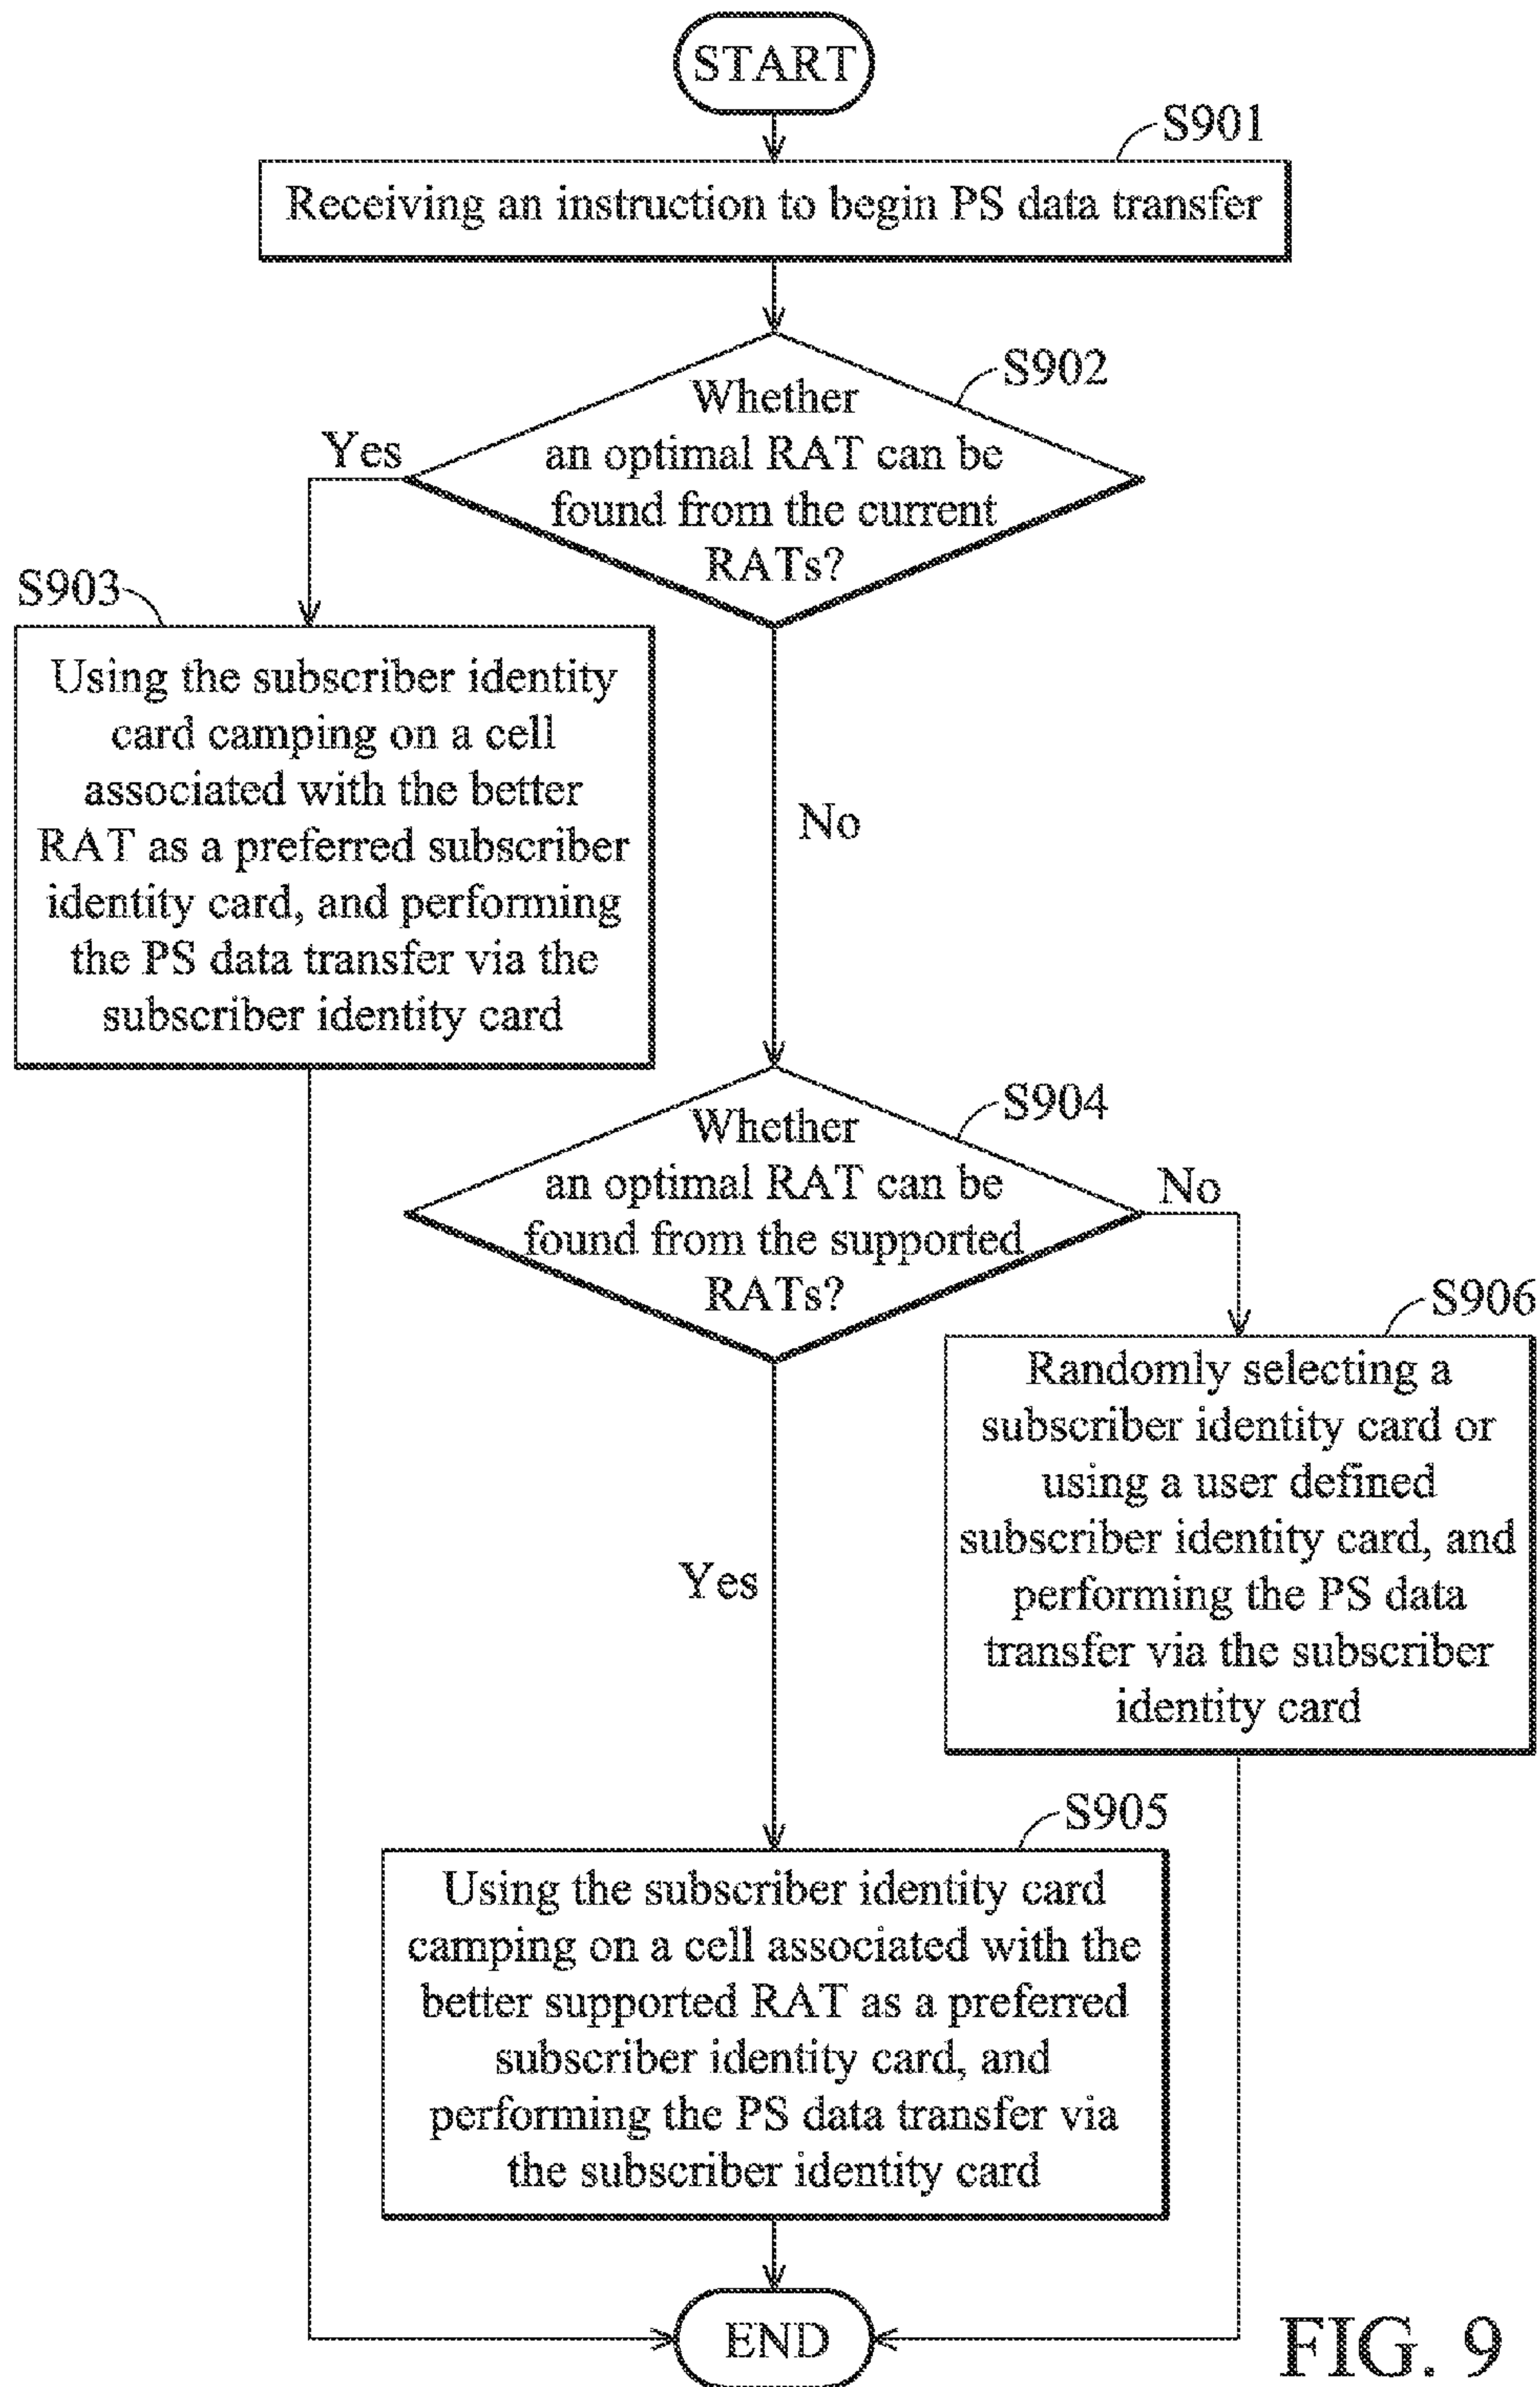 START
S901
Receiving an instruction to begin PS data transfer
S902
Whether
an optimal RAT can be
found from the current
RATs?
Yes
No
S903
Using the subscriber identity
card camping on a cell
associated with the better
RAT as a preferred subscriber
identity card, and performing
the PS data transfer via the
subscriber identity card
S904
Whether
an optimal RAT can be
found from the supported
RATs?
No
Yes
S906
Randomly selecting a
subscriber identity card or
using a user defined
subscriber identity card, and
performing the PS data
transfer via the subscriber
identity card
S905
Using the subscriber identity card
camping on a cell associated with the
better supported RAT as a preferred
subscriber identity card, and
performing the PS data transfer via
the subscriber identity card
END
FIG. 9